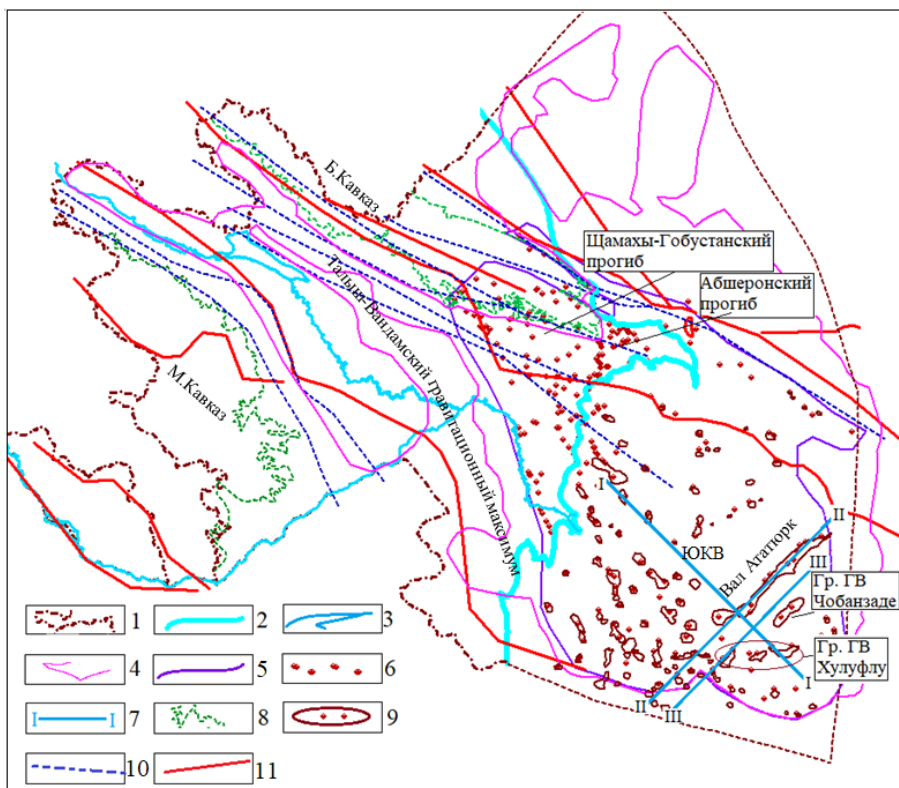 Б.Кавказ
Щамахы-Гобустанский
прогиб
Абшеронский
прогиб
Талыш-Вандамский гравитационный максимум
М.Кавказ
I
ЮКВ
Вал Ататюрк
II
III
Гр. ГВ
Чобанзаде
Гр. ГВ
Хулуфлу
I
II
III
1
2
3
4
5
6
I I
7
8
9
10
11